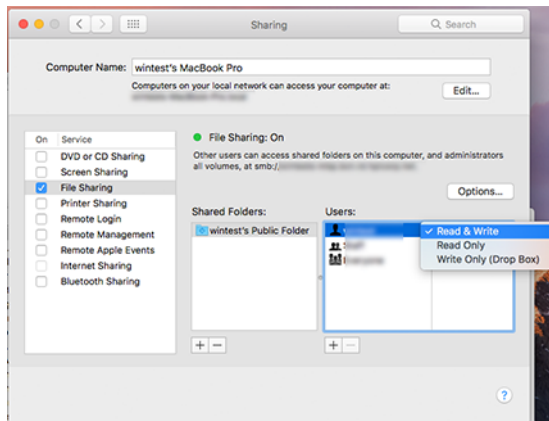 Sharing
Search
Computer Name: wintest's MacBook Pro
Computers on your local network can access your computer at:
Edit...
On Service
DVD or CD Sharing
Screen Sharing
File Sharing
Printer Sharing
Remote Login
Remote Management
Remote Apple Events
Internet Sharing
Bluetooth Sharing
File Sharing: On
Other users can access shared folders on this computer, and administrators
all volumes, at smb:/
Options...
Shared Folders:
wintest's Public Folder
Users:
Read & Write
Read Only
Write Only (Drop Box)
+ −
+ −
?